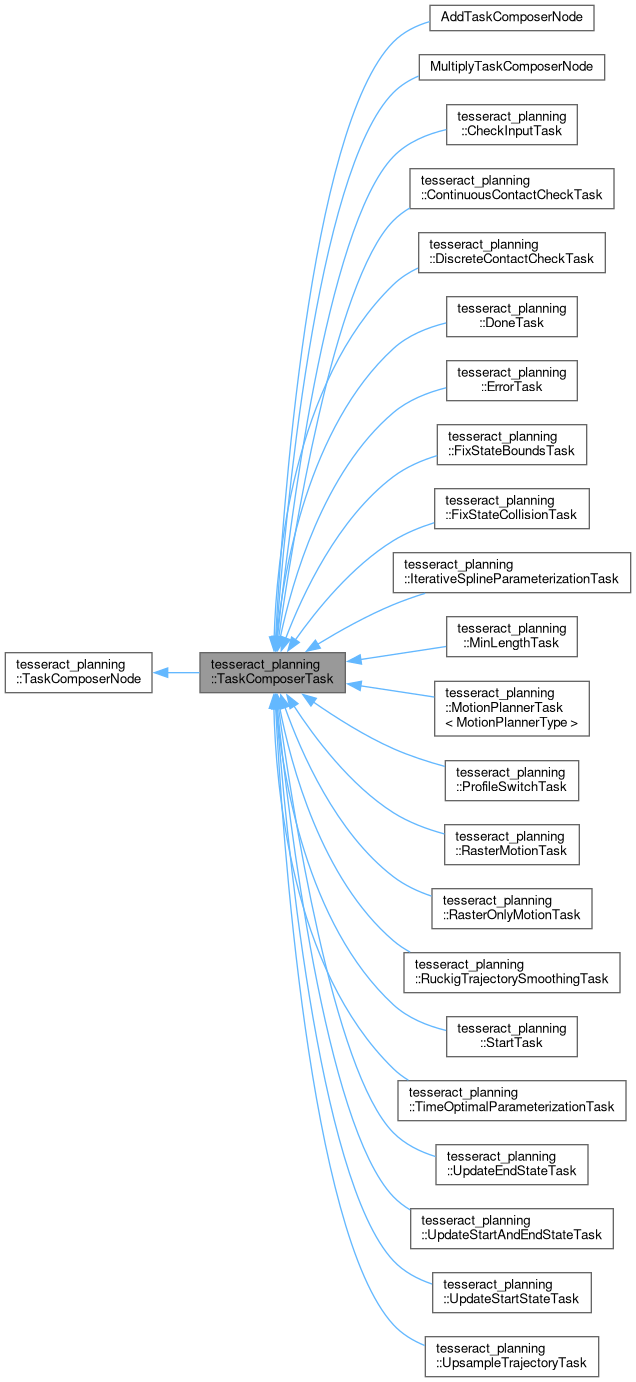 AddTaskComposerNode
MultiplyTaskComposerNode
tesseract_planning
::CheckInputTask
tesseract_planning
::ContinuousContactCheckTask
tesseract_planning
::DiscreteContactCheckTask
tesseract_planning
::DoneTask
tesseract_planning
::ErrorTask
tesseract_planning
::FixStateBoundsTask
tesseract_planning
::FixStateCollisionTask
tesseract_planning
::IterativeSplineParameterizationTask
tesseract_planning
::MinLengthTask
tesseract_planning
::TaskComposerNode
tesseract_planning
::TaskComposerTask
tesseract_planning
::MotionPlannerTask
< MotionPlannerType >
tesseract_planning
::ProfileSwitchTask
tesseract_planning
::RasterMotionTask
tesseract_planning
::RasterOnlyMotionTask
tesseract_planning
::RuckigTrajectorySmoothingTask
tesseract_planning
::StartTask
tesseract_planning
::TimeOptimalParameterizationTask
tesseract_planning
::UpdateEndStateTask
tesseract_planning
::UpdateStartAndEndStateTask
tesseract_planning
::UpdateStartStateTask
tesseract_planning
::UpsampleTrajectoryTask